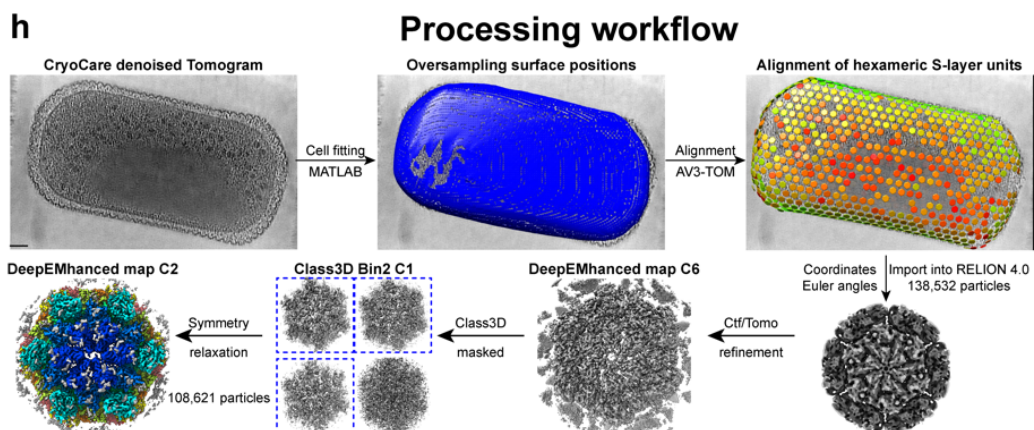 h
Processing workflow
CryoCare denoised Tomogram
Oversampling surface positions
Alignment of hexameric S-layer units
Cell fitting
MATLAB
Alignment
AV3-TOM
Coordinates
Euler angles
Import into RELION 4.0
138,532 particles
DeepEMhanced map C2
Class3D Bin2 C1
DeepEMhanced map C6
Symmetry
relaxation
108,621 particles
Class3D
masked
Ctf/Tomo
refinement